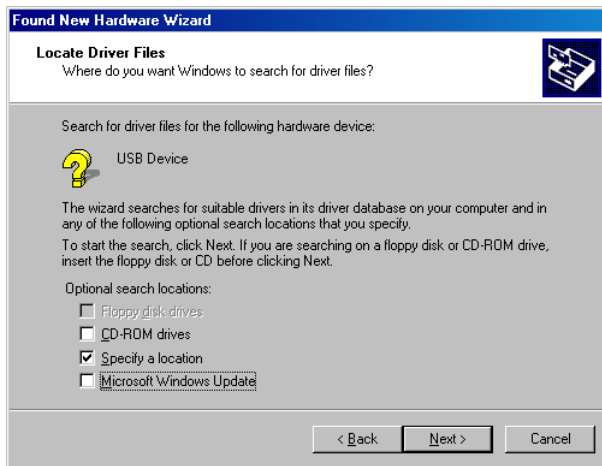 Found New Hardware Wizard
Locate Driver Files
Where do you want Windows to search for driver files?
Search for driver files for the following hardware device:
USB Device
The wizard searches for suitable drivers in its driver database on your computer and in
any of the following optional search locations that you specify.
To start the search, click Next. If you are searching on a floppy disk or CD-ROM drive,
insert the floppy disk or CD before clicking Next.
Optional search locations:
Floppy disk drives
CD-ROM drives
Specify a location
Microsoft Windows Update
< Back Next > Cancel